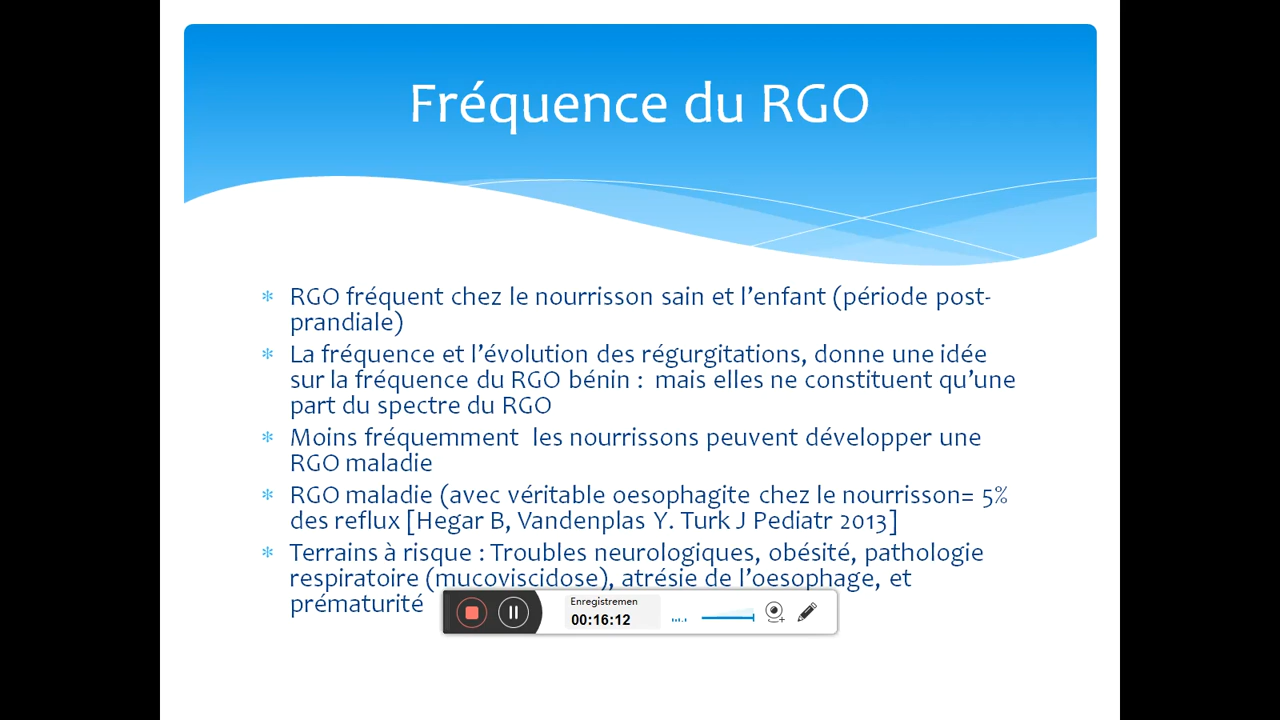 Fréquence du RGO
* RGO fréquent chez le nourrisson sain et l’enfant (période post-
prandiale)
* La fréquence et l’évolution des régurgitations, donne une idée
sur la fréquence du RGO bénin : mais elles ne constituent qu’une
part du spectre du RGO
* Moins fréquemment les nourrissons peuvent développer une
RGO maladie
* RGO maladie (avec véritable oesophagite chez le nourrisson= 5%
des reflux [Hegar B, Vandenplas Y. Turk J Pediatr 2013]
* Terrains à risque : Troubles neurologiques, obésité, pathologie
respiratoire (mucoviscidose), atrésie de l’oesophage, et
prématurité
Enregistremen
00:16:12